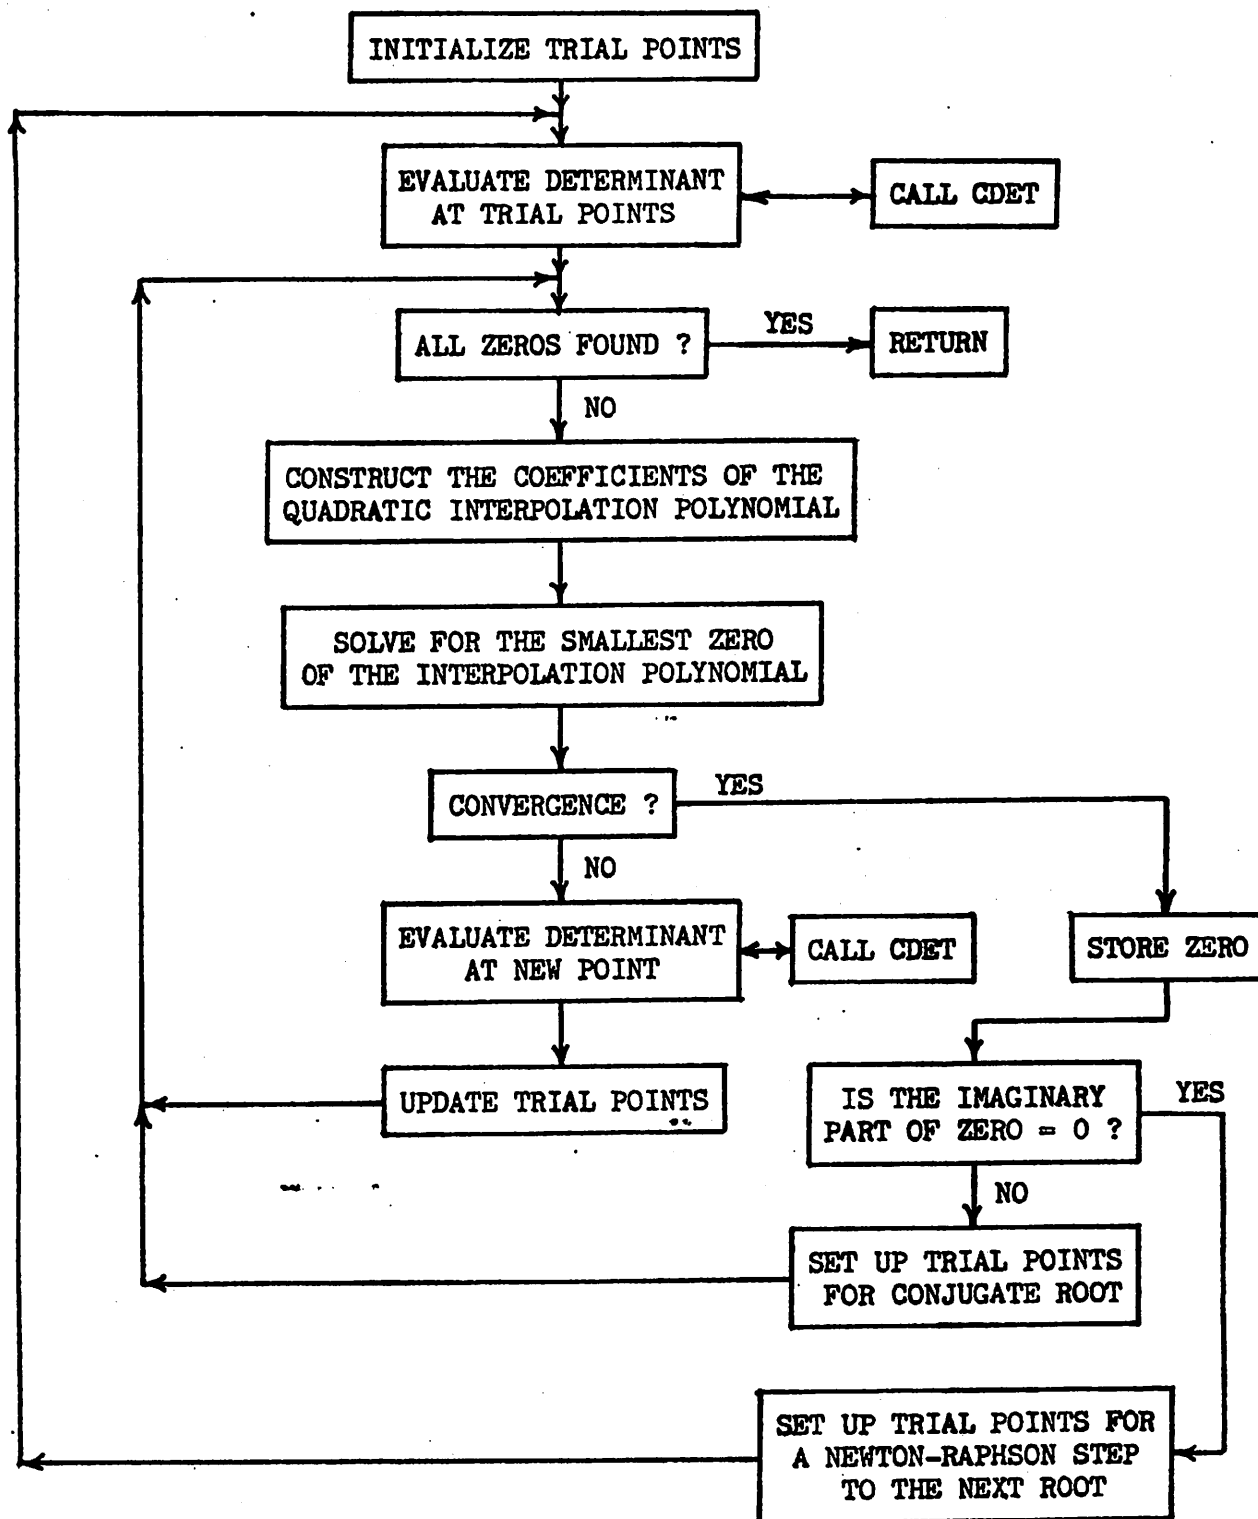 INITIALIZE TRIAL POINTS
EVALUATE DETERMINANT
AT TRIAL POINTS
CALL CDET
ALL ZEROS FOUND ?
YES
RETURN
NO
CONSTRUCT THE COEFFICIENTS OF THE
QUADRATIC INTERPOLATION POLYNOMIAL
SOLVE FOR THE SMALLEST ZERO
OF THE INTERPOLATION POLYNOMIAL
CONVERGENCE ?
YES
NO
EVALUATE DETERMINANT
AT NEW POINT
CALL CDET
STORE ZERO
UPDATE TRIAL POINTS
IS THE IMAGINARY
PART OF ZERO = 0 ?
YES
NO
SET UP TRIAL POINTS
FOR CONJUGATE ROOT
SET UP TRIAL POINTS FOR
A NEWTON-RAPHSON STEP
TO THE NEXT ROOT